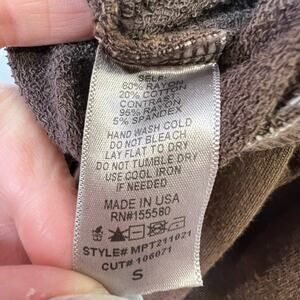 SELF:
80% RAYON
20% COTTON
CONTRAST:
95% RAYON
5% SPANDEX
HAND WASH COLD
DO NOT BLEACH
LAY FLAT TO DRY
DO NOT TUMBLE DRY
USE COOL IRON
IF NEEDED
MADE IN USA
RN#155580
STYLE# MPT211021
CUT# 106071
S